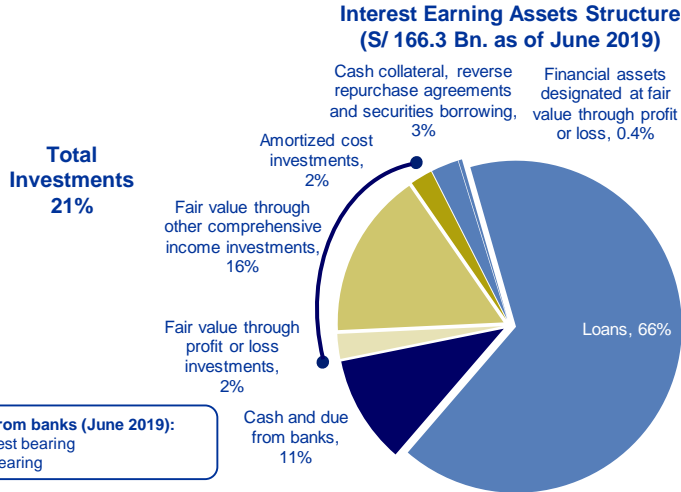 Interest Earning Assets Structure
(S/ 166.3 Bn. as of June 2019)
Cash collateral, reverse
repurchase agreements
and securities borrowing,
3%
Financial assets
designated at fair
value through profit
or loss, 0.4%
Amortized cost
investments,
2%
Total
Investments
21%
Fair value through
other comprehensive
income investments,
16%
Loans, 66%
Fair value through
profit or loss
investments,
2%
Cash and due
from banks,
11%
from banks (June 2019):
est bearing
earing